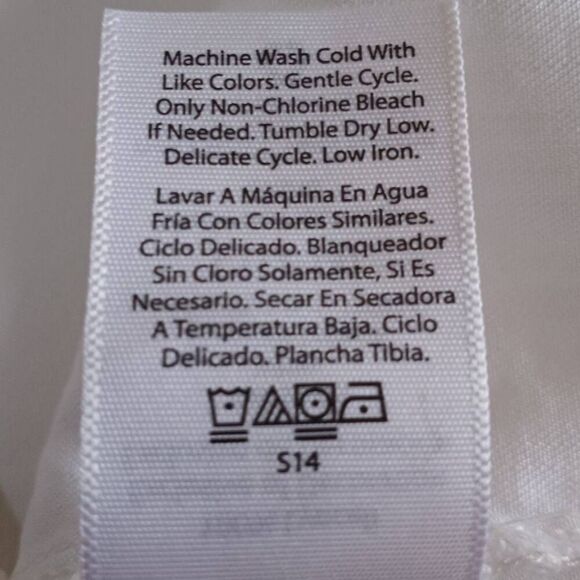 Machine Wash Cold With
Like Colors. Gentle Cycle.
Only Non-Chlorine Bleach
If Needed. Tumble Dry Low.
Delicate Cycle. Low Iron.
Lavar A Máquina En Agua
Fría Con Colores Similares.
Ciclo Delicado. Blanqueador
Sin Cloro Solamente, Si Es
Necesario. Secar En Secadora
A Temperatura Baja. Ciclo
Delicado. Plancha Tibia.
S14